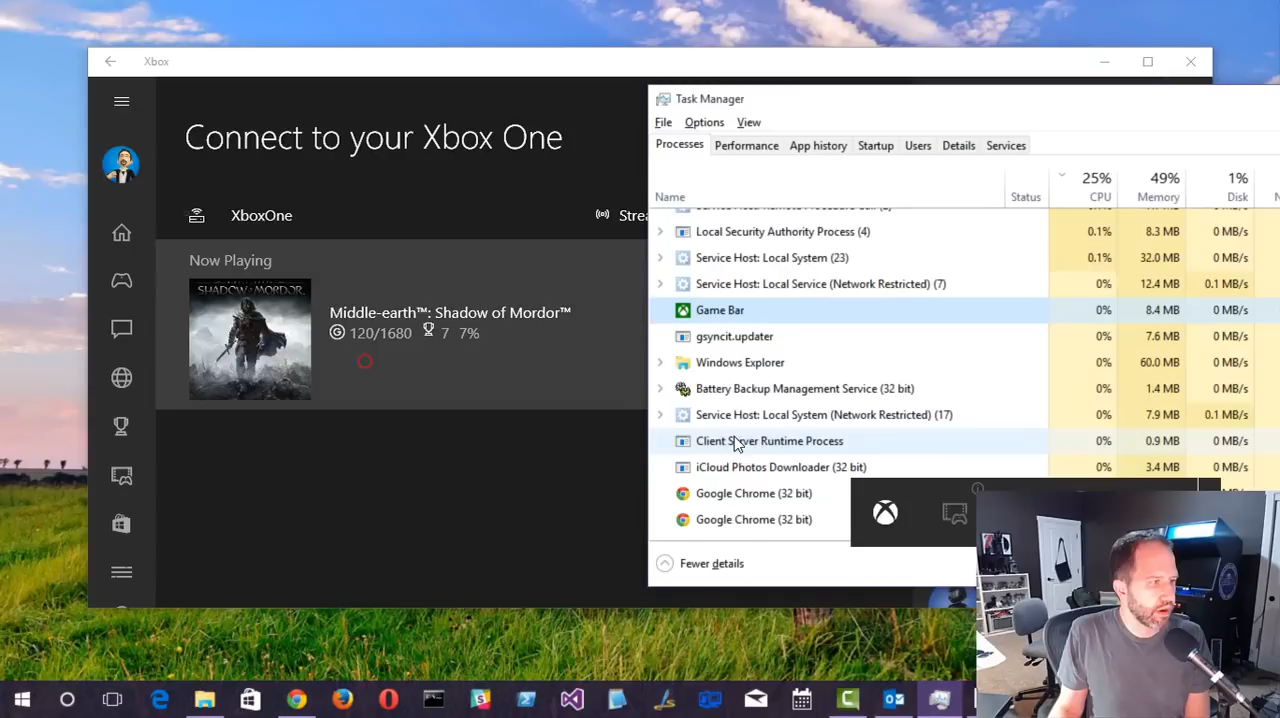 Xbox
Connect to your Xbox One
XboxOne
Strea
Now Playing
SHADOW OF MORDOR
Middle-earth™: Shadow of Mordor™
G 120/1680 7 7%
Task Manager
File Options View
Processes Performance App history Startup Users Details Services
25% 49% 1%
Name Status CPU Memory Disk
Local Security Authority Process (4) 0.1% 8.3 MB 0 MB/s
Service Host: Local System (23) 0.1% 32.0 MB 0 MB/s
Service Host: Local Service (Network Restricted) (7) 0% 12.4 MB 0.1 MB/s
Game Bar 0% 8.4 MB 0 MB/s
gsyncit.updater 0% 7.6 MB 0 MB/s
Windows Explorer 0% 60.0 MB 0 MB/s
Battery Backup Management Service (32 bit) 0% 1.4 MB 0 MB/s
Service Host: Local System (Network Restricted) (17) 0% 7.9 MB 0.1 MB/s
Client Server Runtime Process 0% 0.9 MB 0 MB/s
iCloud Photos Downloader (32 bit) 0% 3.4 MB 0 MB/s
Google Chrome (32 bit)
Google Chrome (32 bit)
Fewer details